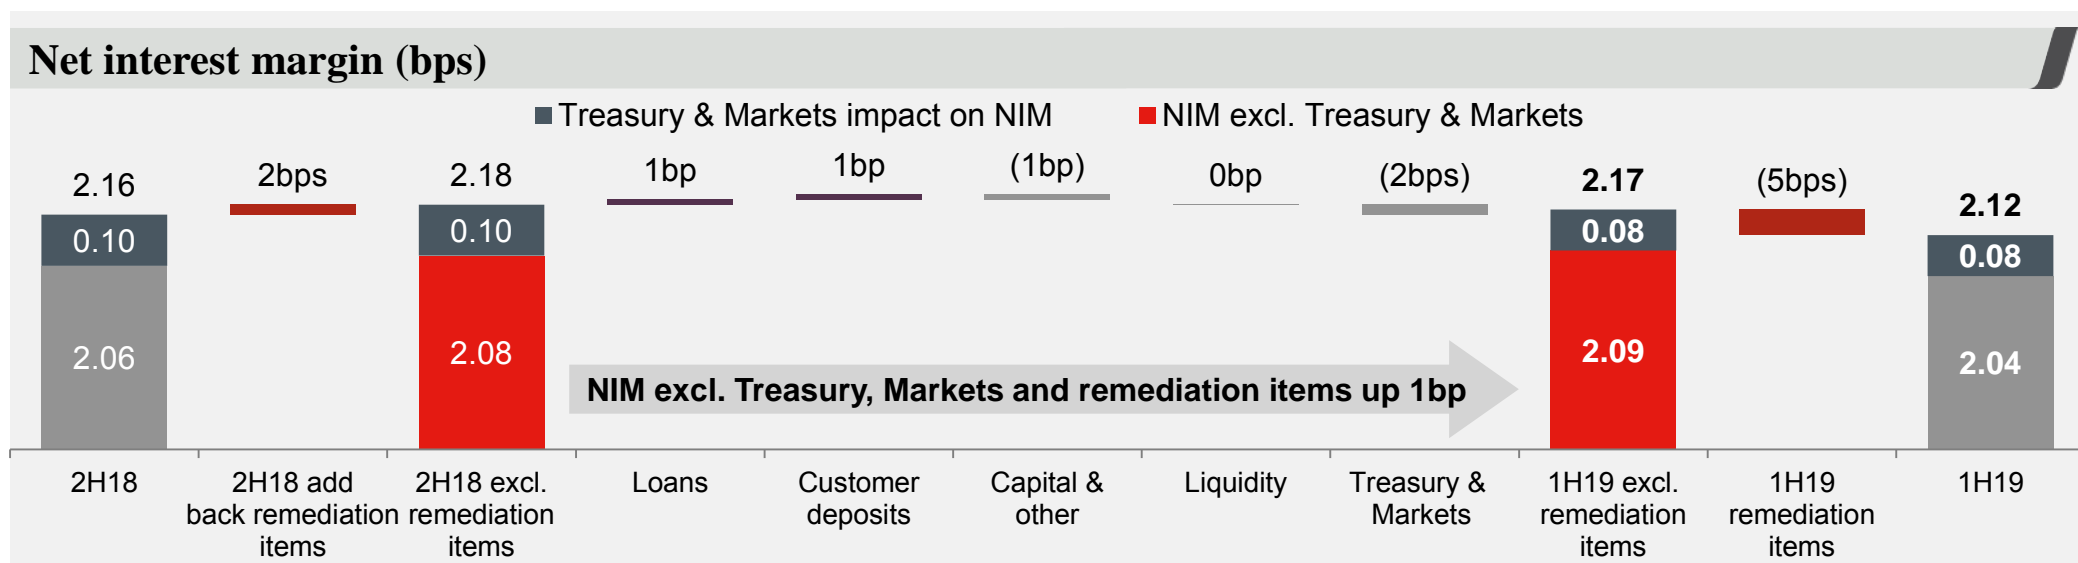 Net interest margin (bps)
Treasury & Markets impact on NIM
NIM excl. Treasury & Markets
2.16
2bps
2.18
1bp
1bp
(1bp)
0bp
(2bps)
2.17
(5bps)
2.12
0.10
0.10
0.08
0.08
2.06
2.08
2.09
2.04
NIM excl. Treasury, Markets and remediation items up 1bp
2H18
2H18 add
back remediation
items
2H18 excl.
remediation
items
Loans
Customer
deposits
Capital &
other
Liquidity
Treasury &
Markets
1H19 excl.
remediation
items
1H19
remediation
items
1H19